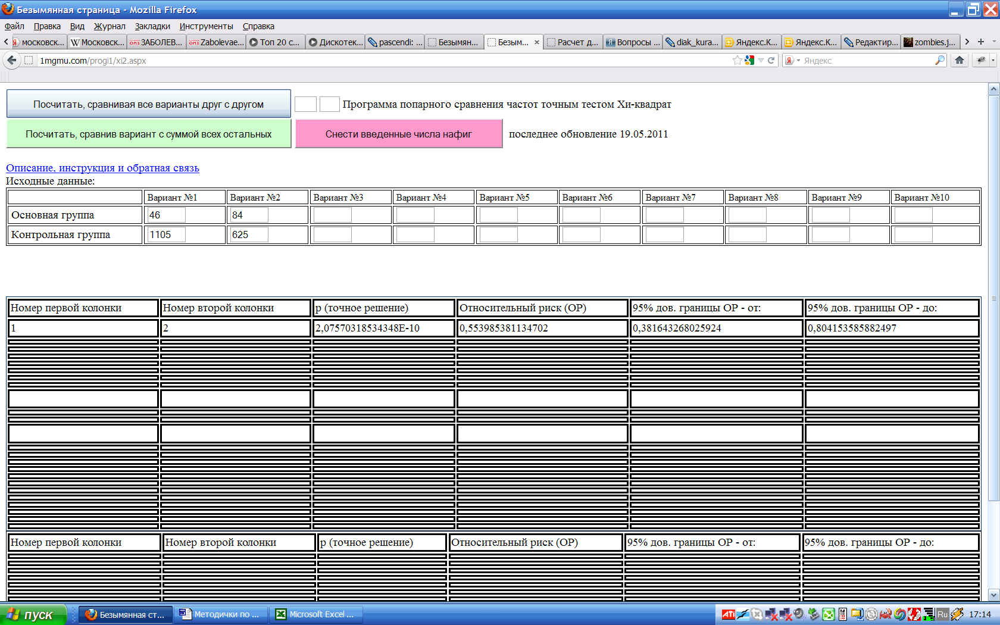 Безымянная страница - Mozilla Firefox
Файл Правка Вид Журнал Закладки Инструменты Справка
московск... Московск... ЗАБОЛЕВ... Zabolevae... Топ 20 с... Дискотек... pascendi: ... Безымян... Безым... Расчет д... Вопросы ... diak_kura... Яндекс.К... Яндекс.К... Редактир... zombies.j...
1mgmu.com/progi1/xi2.aspx Яндекс
Посчитать, сравнивая все варианты друг с другом Программа попарного сравнения частот точным тестом Хи-квадрат
Посчитать, сравнив вариант с суммой всех остальных Снести введенные числа нафиг последнее обновление 19.05.2011
Описание, инструкция и обратная связь
Исходные данные:
Вариант №1 Вариант №2 Вариант №3 Вариант №4 Вариант №5 Вариант №6 Вариант №7 Вариант №8 Вариант №9 Вариант №10
Основная группа 46 84
Контрольная группа 1105 625
Номер первой колонки Номер второй колонки p (точное решение) Относительный риск (ОР) 95% дов. границы ОР - от: 95% дов. границы ОР - до:
1 2 2,07570318534348E-10 0,553985381134702 0,381643268025924 0,804153585882497
Номер первой колонки Номер второй колонки p (точное решение) Относительный риск (ОР) 95% дов. границы ОР - от: 95% дов. границы ОР - до:
пуск Безымянная ст... Методички по ... Microsoft Excel ... ATI Ru 17:14